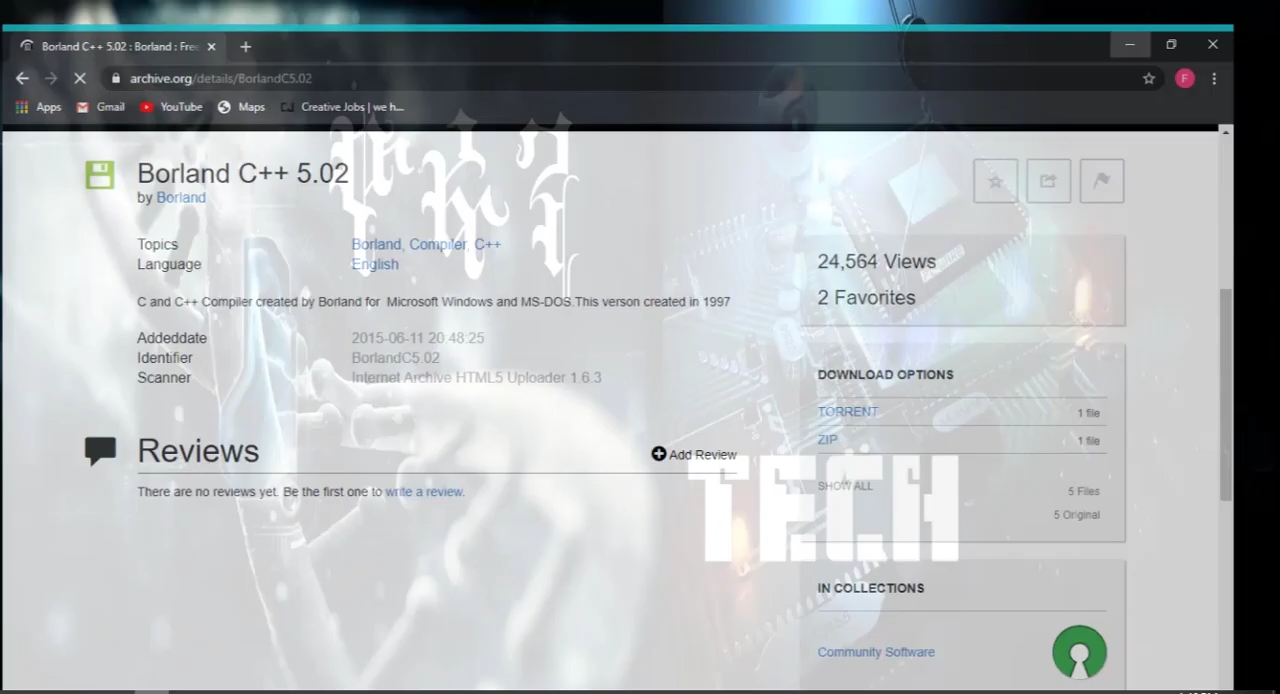 Borland C++ 5.02 : Borland : Free
archive.org/details/BorlandC5.02
F
Apps Gmail YouTube Maps Creative Jobs | we h...
Borland C++ 5.02
by Borland
Topics Borland, Compiler, C++
Language English
C and C++ Compiler created by Borland for Microsoft Windows and MS-DOS.This verson created in 1997
Addeddate 2015-06-11 20 48:25
Identifier BorlandC5.02
Scanner Internet Archive HTML5 Uploader 1.6.3
Reviews
Add Review
There are no reviews yet. Be the first one to write a review.
24,564 Views
2 Favorites
DOWNLOAD OPTIONS
TORRENT 1 file
ZIP 1 file
SHOW ALL 5 Files
5 Original
TECH
IN COLLECTIONS
Community Software